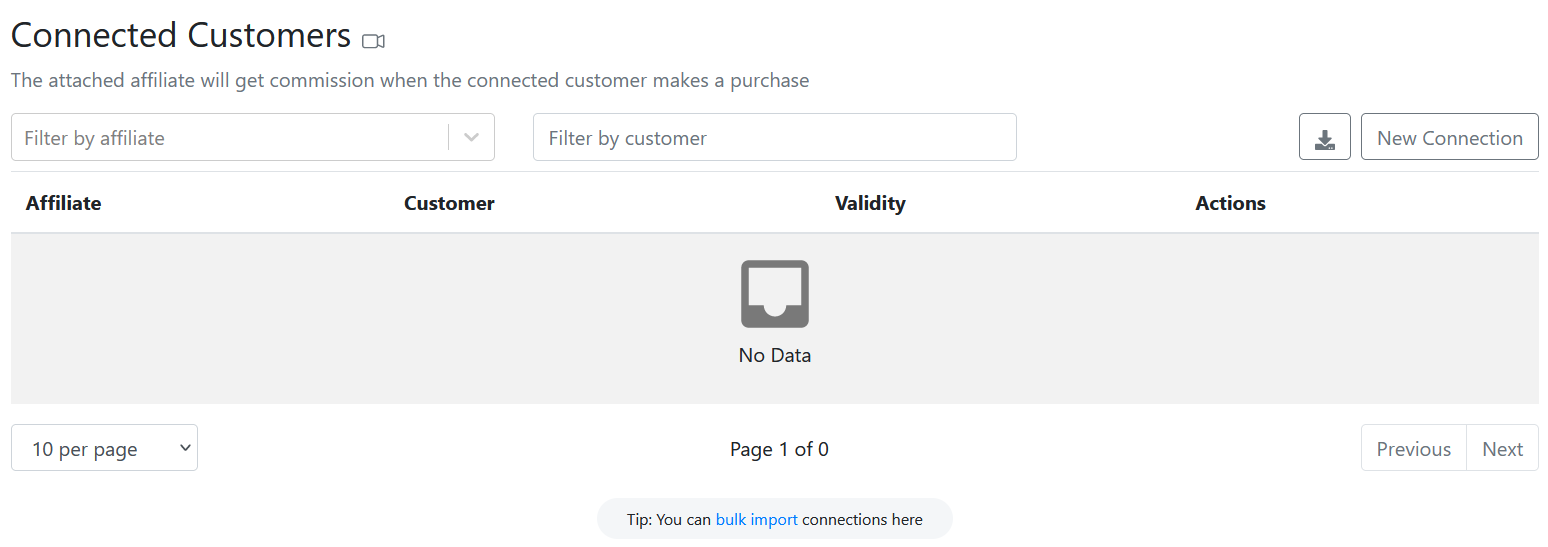 Connected Customers
The attached affiliate will get commission when the connected customer makes a purchase
Filter by affiliate
Filter by customer
New Connection
Affiliate Customer Validity Actions
No Data
10 per page
Page 1 of 0
Previous Next
Tip: You can bulk import connections here